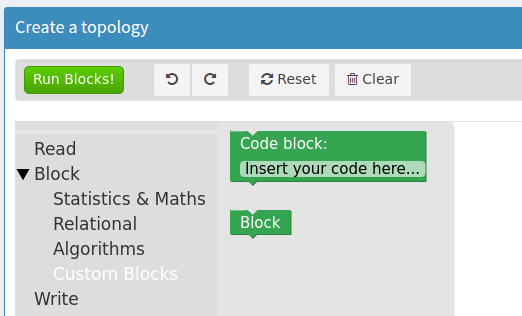 Create a topology
Run Blocks!
Reset
Clear
Read
Block
Statistics & Maths
Relational
Algorithms
Custom Blocks
Write
Code block:
Insert your code here...
Block